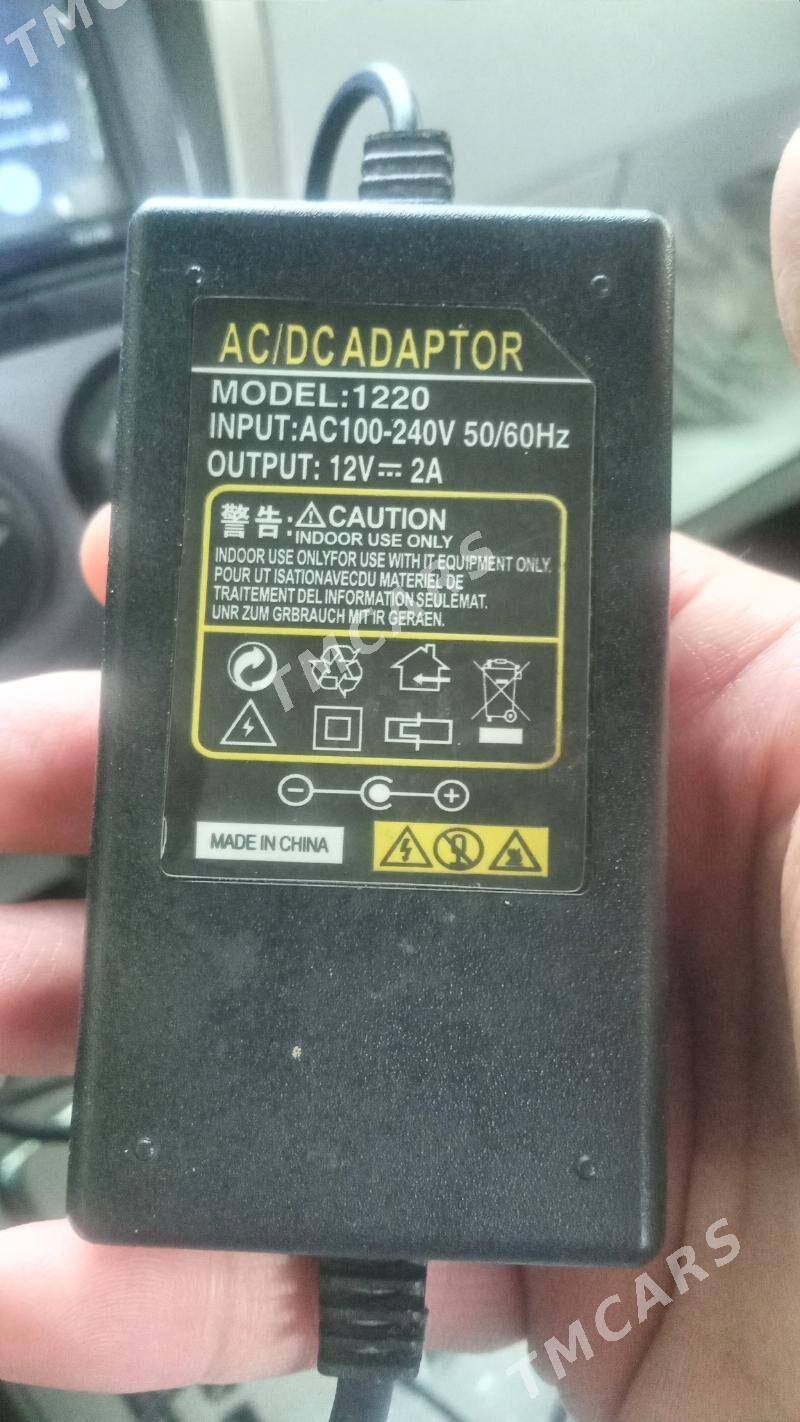 TMCARS
AC/DC ADAPTOR
MODEL:1220
INPUT:AC100-240V 50/60Hz
OUTPUT: 12V⎓ 2A
警告:⚠CAUTION
INDOOR USE ONLY
INDOOR USE ONLYFOR USE WITH IT EQUIPMENT ONLY.
POUR UT ISATIONAVECDU MATERIEL DE
TRAITEMENT DEL INFORMATION SEULEMAT.
UNR ZUM GRBRAUCH MIT'IR GERAEN.
TMCARS
MADE IN CHINA
TMCARS